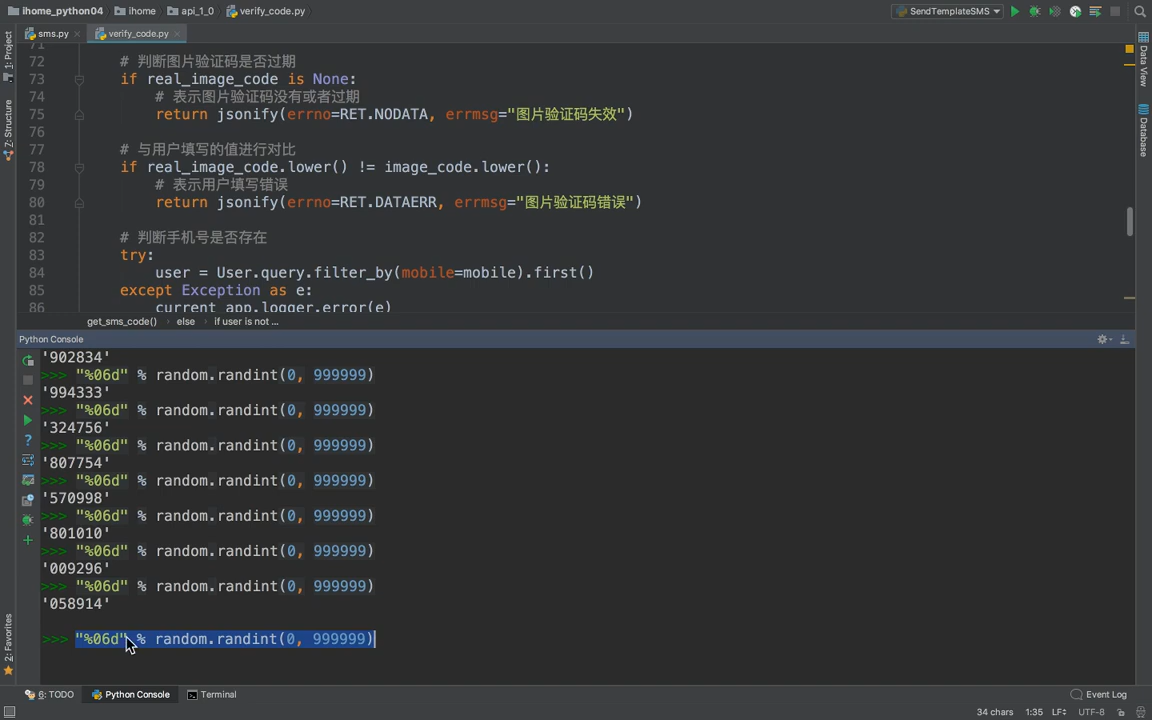 ihome_python04 ihome api_1_0 verify_code.py SendTemplateSMS
sms.py verify_code.py
1: Project
Z: Structure
2: Favorites
Data View
Database
71
72 # 判断图片验证码是否过期
73 if real_image_code is None:
74 # 表示图片验证码没有或者过期
75 return jsonify(errno=RET.NODATA, errmsg="图片验证码失效")
76
77 # 与用户填写的值进行对比
78 if real_image_code.lower() != image_code.lower():
79 # 表示用户填写错误
80 return jsonify(errno=RET.DATAERR, errmsg="图片验证码错误")
81
82 # 判断手机号是否存在
83 try:
84 user = User.query.filter_by(mobile=mobile).first()
85 except Exception as e:
86 current_app.logger.error(e)
get_sms_code() › else › if user is not ...
Python Console
'902834'
>>> "%06d" % random.randint(0, 999999)
'994333'
>>> "%06d" % random.randint(0, 999999)
'324756'
>>> "%06d" % random.randint(0, 999999)
'807754'
>>> "%06d" % random.randint(0, 999999)
'570998'
>>> "%06d" % random.randint(0, 999999)
'801010'
>>> "%06d" % random.randint(0, 999999)
'009296'
>>> "%06d" % random.randint(0, 999999)
'058914'
>>> "%06d" % random.randint(0, 999999)
6: TODO Python Console Terminal Event Log
34 chars 1:35 LF÷ UTF-8